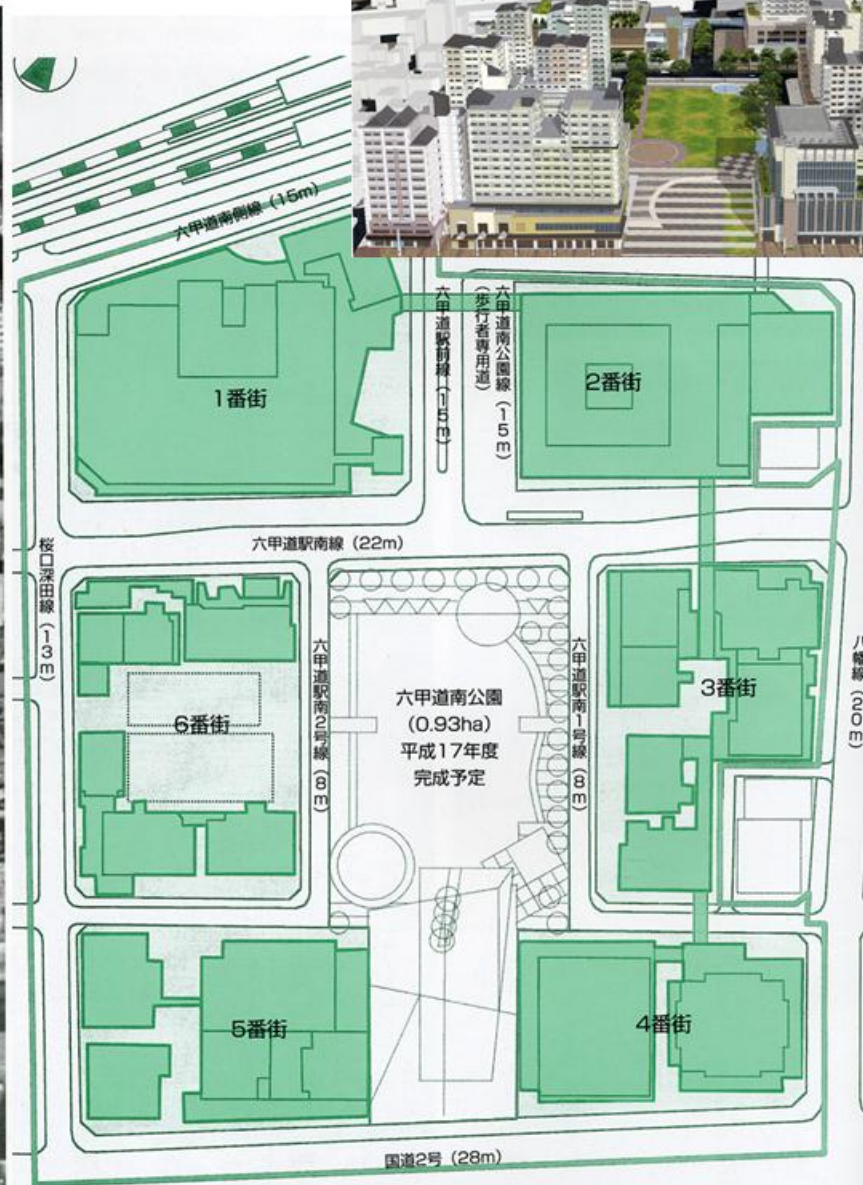 六甲道南側線（15m）
六甲道駅前線（15m）
六甲道南公園線（15m）
（歩行者専用道）
1番街
2番街
六甲道駅南線（22m）
桜口深田線（13m）
六甲道駅南2号線（8m）
六甲道南公園
（0.93ha）
平成17年度
完成予定
六甲道駅南1号線（8m）
八幡線（20m）
6番街
3番街
5番街
4番街
国道2号（28m）